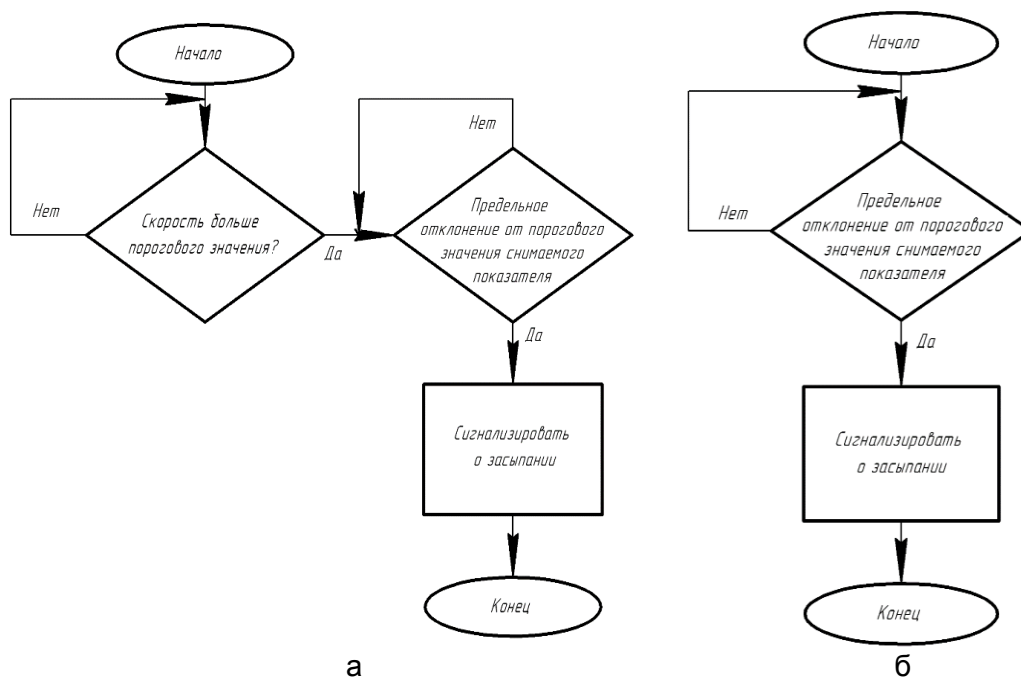 Начало
Нет
Скорость больше
порогового значения?
Да
Нет
Предельное
отклонение от порогового
значения снимаемого
показателя
Да
Сигнализировать
о засыпании
Конец
а
Начало
Нет
Предельное
отклонение от порогового
значения снимаемого
показателя
Да
Сигнализировать
о засыпании
Конец
б